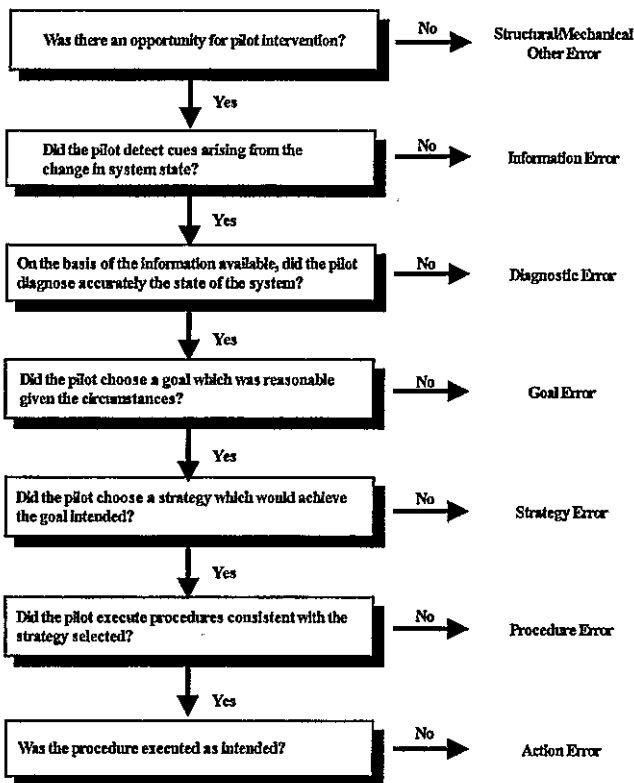 Was there an opportunity for pilot intervention?
No
Structural/Mechanical
Other Error
Yes
Did the pilot detect cues arising from the
change in system state?
No
Information Error
Yes
On the basis of the information available, did the pilot
diagnose accurately the state of the system?
No
Diagnostic Error
Yes
Did the pilot choose a goal which was reasonable
given the circumstances?
No
Goal Error
Yes
Did the pilot choose a strategy which would achieve
the goal intended?
No
Strategy Error
Yes
Did the pilot execute procedures consistent with the
strategy selected?
No
Procedure Error
Yes
Was the procedure executed as intended?
No
Action Error